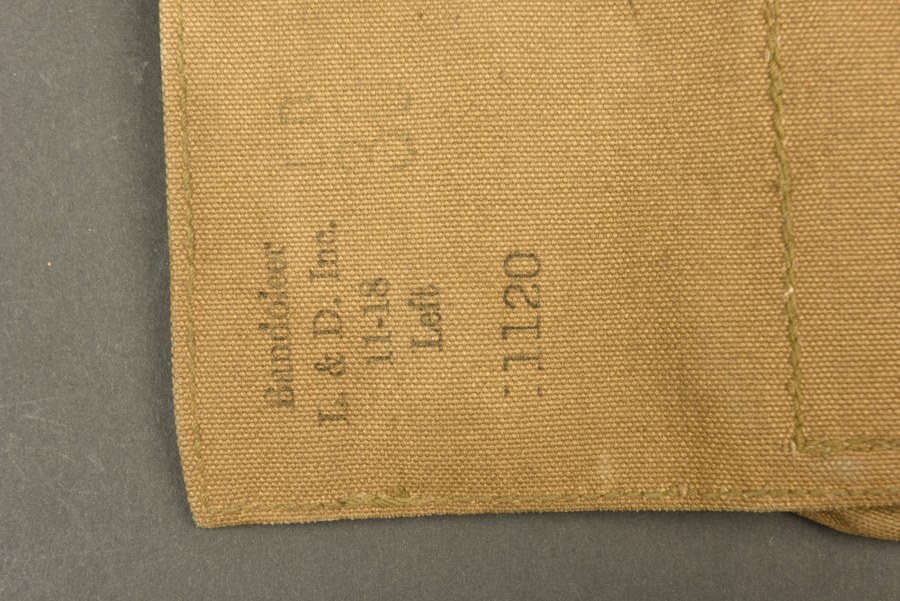 Bandoleer
L. & D. Inc.
11-18
Left
1120